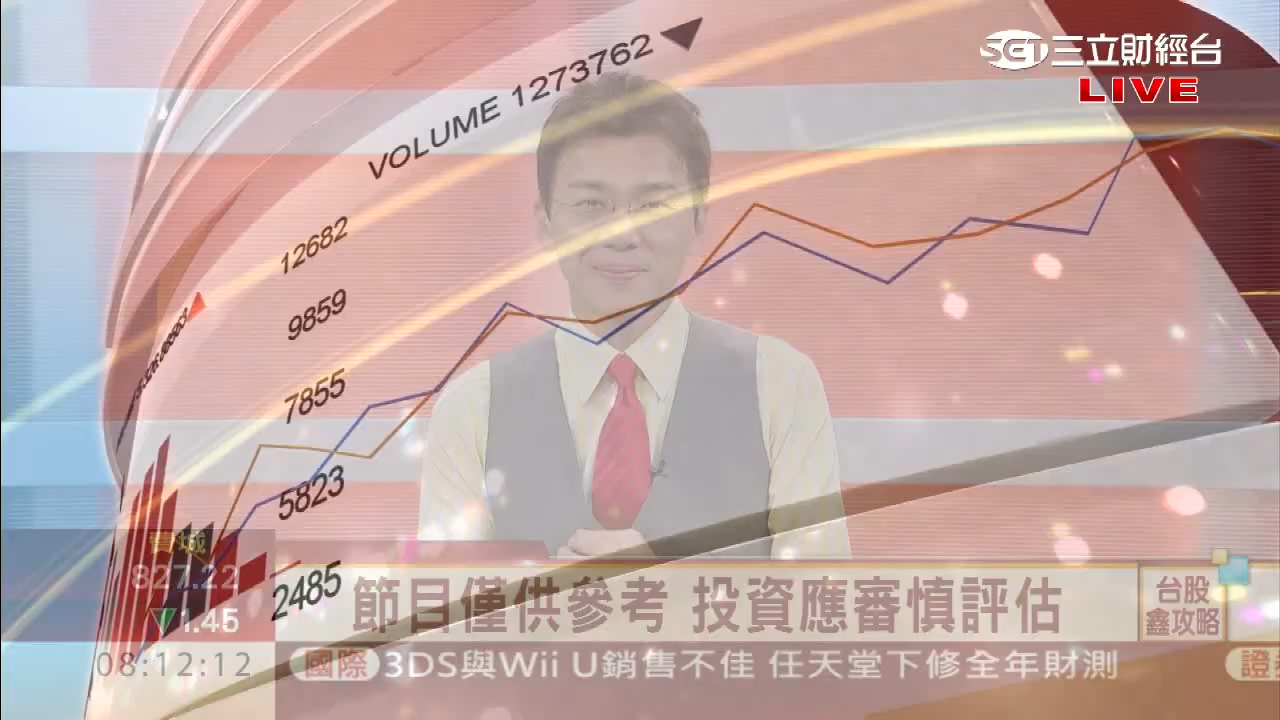 SET三立財經台
LIVE
VOLUME 1273762
12682
9859
7855
5823
2485
827.22
1.45
節目僅供參考 投資應審慎評估
台股
鑫攻略
08:12:12
國際 3DS與Wii U銷售不佳 任天堂下修全年財測
證